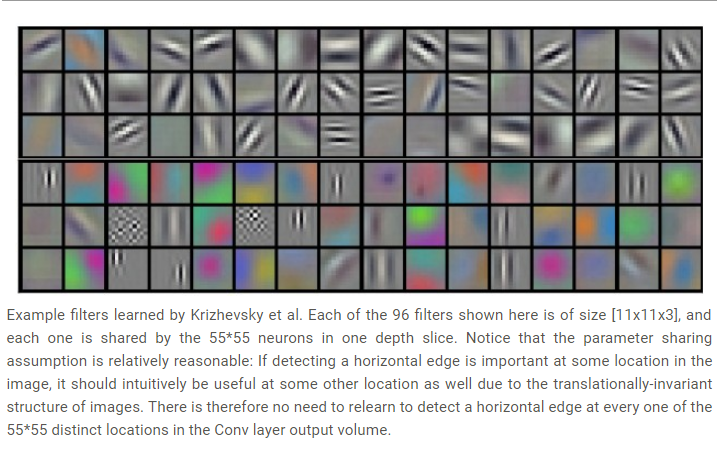 Example filters learned by Krizhevsky et al. Each of the 96 filters shown here is of size [11x11x3], and
each one is shared by the 55*55 neurons in one depth slice. Notice that the parameter sharing
assumption is relatively reasonable: If detecting a horizontal edge is important at some location in the
image, it should intuitively be useful at some other location as well due to the translationally-invariant
structure of images. There is therefore no need to relearn to detect a horizontal edge at every one of the
55*55 distinct locations in the Conv layer output volume.